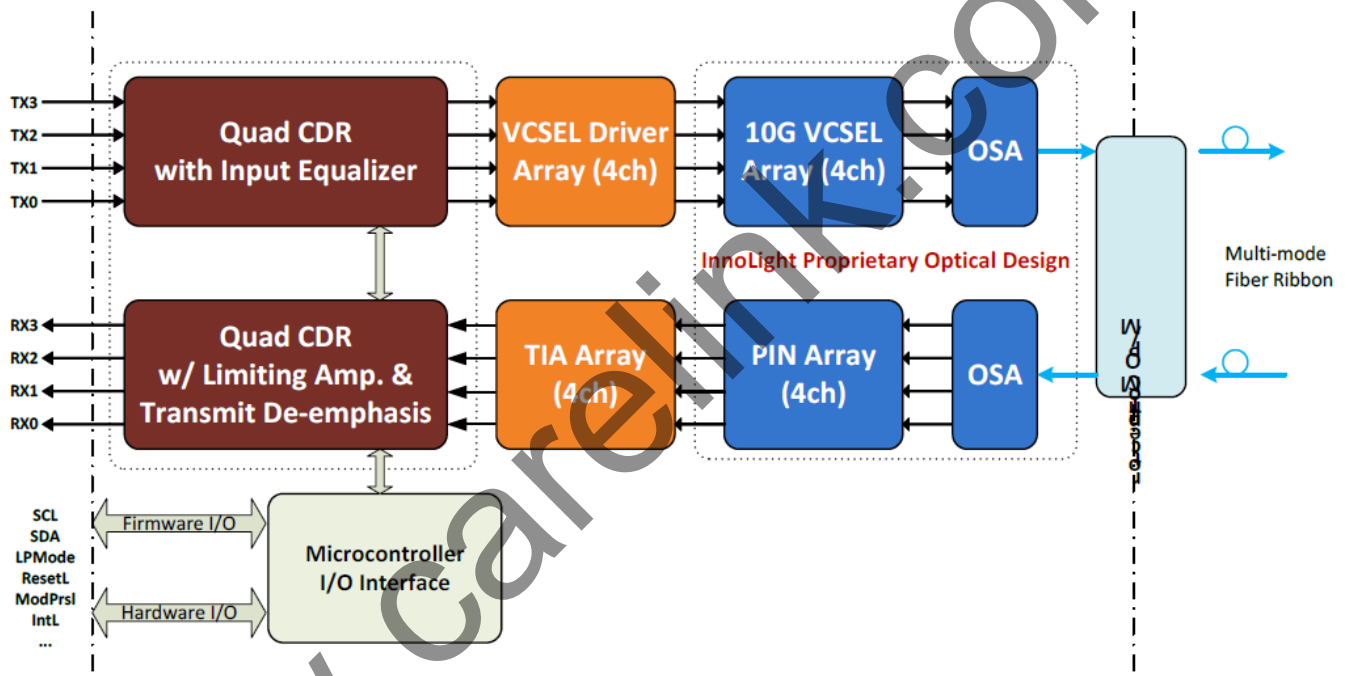 TX3
TX2
TX1
TX0
Quad CDR
with Input Equalizer
VCSEL Driver
Array (4ch)
10G VCSEL
Array (4ch)
OSA
InnoLight Proprietary Optical Design
Multi-mode
Fiber Ribbon
RX3
RX2
RX1
RX0
Quad CDR
w/ Limiting Amp. &
Transmit De-emphasis
TIA Array
(4ch)
PIN Array
(4ch)
OSA
SCL
SDA
LPMode
ResetL
ModPrsl
IntL
...
Firmware I/O
Hardware I/O
Microcontroller
I/O Interface
carelink.co